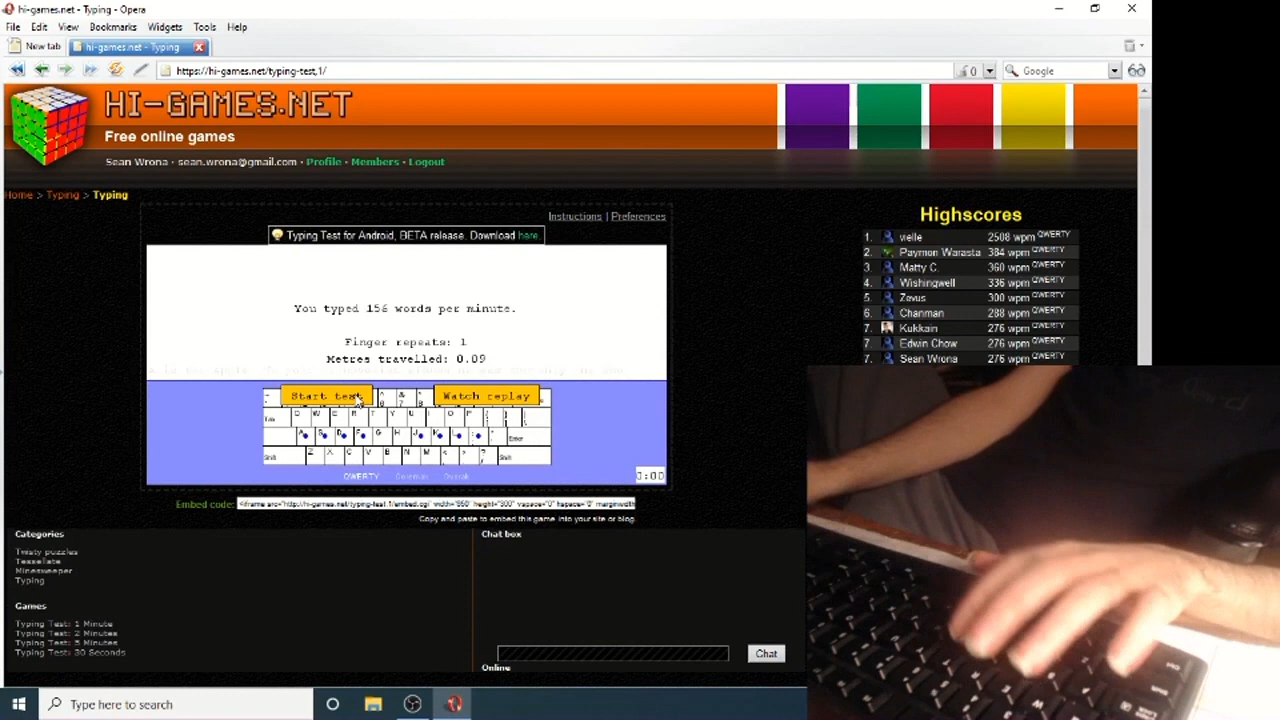 hi-games.net - Typing - Opera
File Edit View Bookmarks Widgets Tools Help
New tab hi-games.net - Typing
https://hi-games.net/typing-test,1/ 0 Google
HI-GAMES.NET
Free online games
Sean Wrona · sean.wrona@gmail.com · Profile · Members · Logout
Home > Typing > Typing
Instructions | Preferences
Typing Test for Android, BETA release. Download here.
You typed 156 words per minute.
Finger repeats: 1
Metres travelled: 0.09
Start test Watch replay
QWERTY Colemak Dvorak
0:00
Embed code:
Copy and paste to embed this game into your site or blog.
Highscores
1. vielle 2508 wpm QWERTY
2. Paymon Warasta 384 wpm QWERTY
3. Matty C. 360 wpm QWERTY
4. Wishingwell 336 wpm QWERTY
5. Zevus 300 wpm QWERTY
6. Chanman 288 wpm QWERTY
7. Kukkain 276 wpm QWERTY
7. Edwin Chow 276 wpm QWERTY
7. Sean Wrona 276 wpm QWERTY
Categories
Twisty puzzles
Tessellate
Minesweeper
Typing
Games
Typing Test: 1 Minute
Typing Test: 2 Minutes
Typing Test: 5 Minutes
Typing Test: 30 Seconds
Chat box
Chat
Online
Type here to search